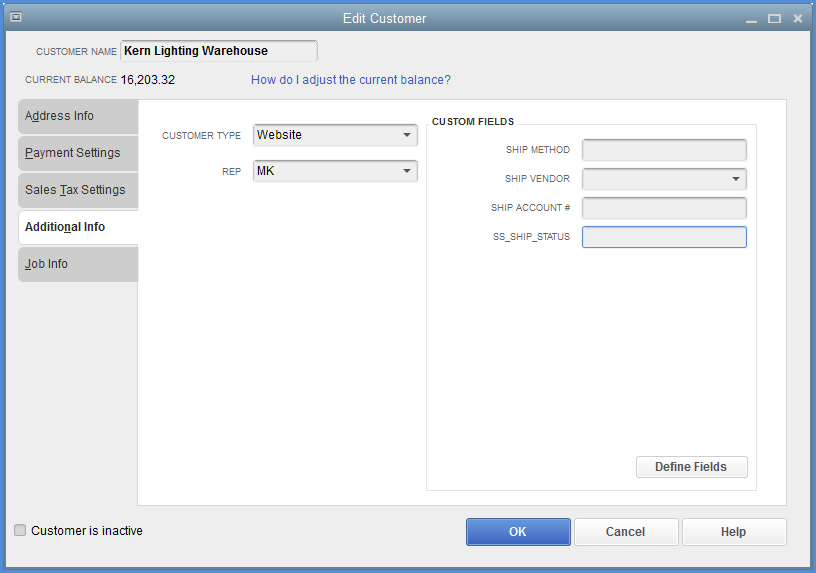 Edit Customer
CUSTOMER NAME Kern Lighting Warehouse
CURRENT BALANCE 16,203.32 How do I adjust the current balance?
Address Info
Payment Settings
Sales Tax Settings
Additional Info
Job Info
CUSTOMER TYPE Website
REP MK
CUSTOM FIELDS
SHIP METHOD
SHIP VENDOR
SHIP ACCOUNT #
SS_SHIP_STATUS
Define Fields
Customer is inactive
OK Cancel Help